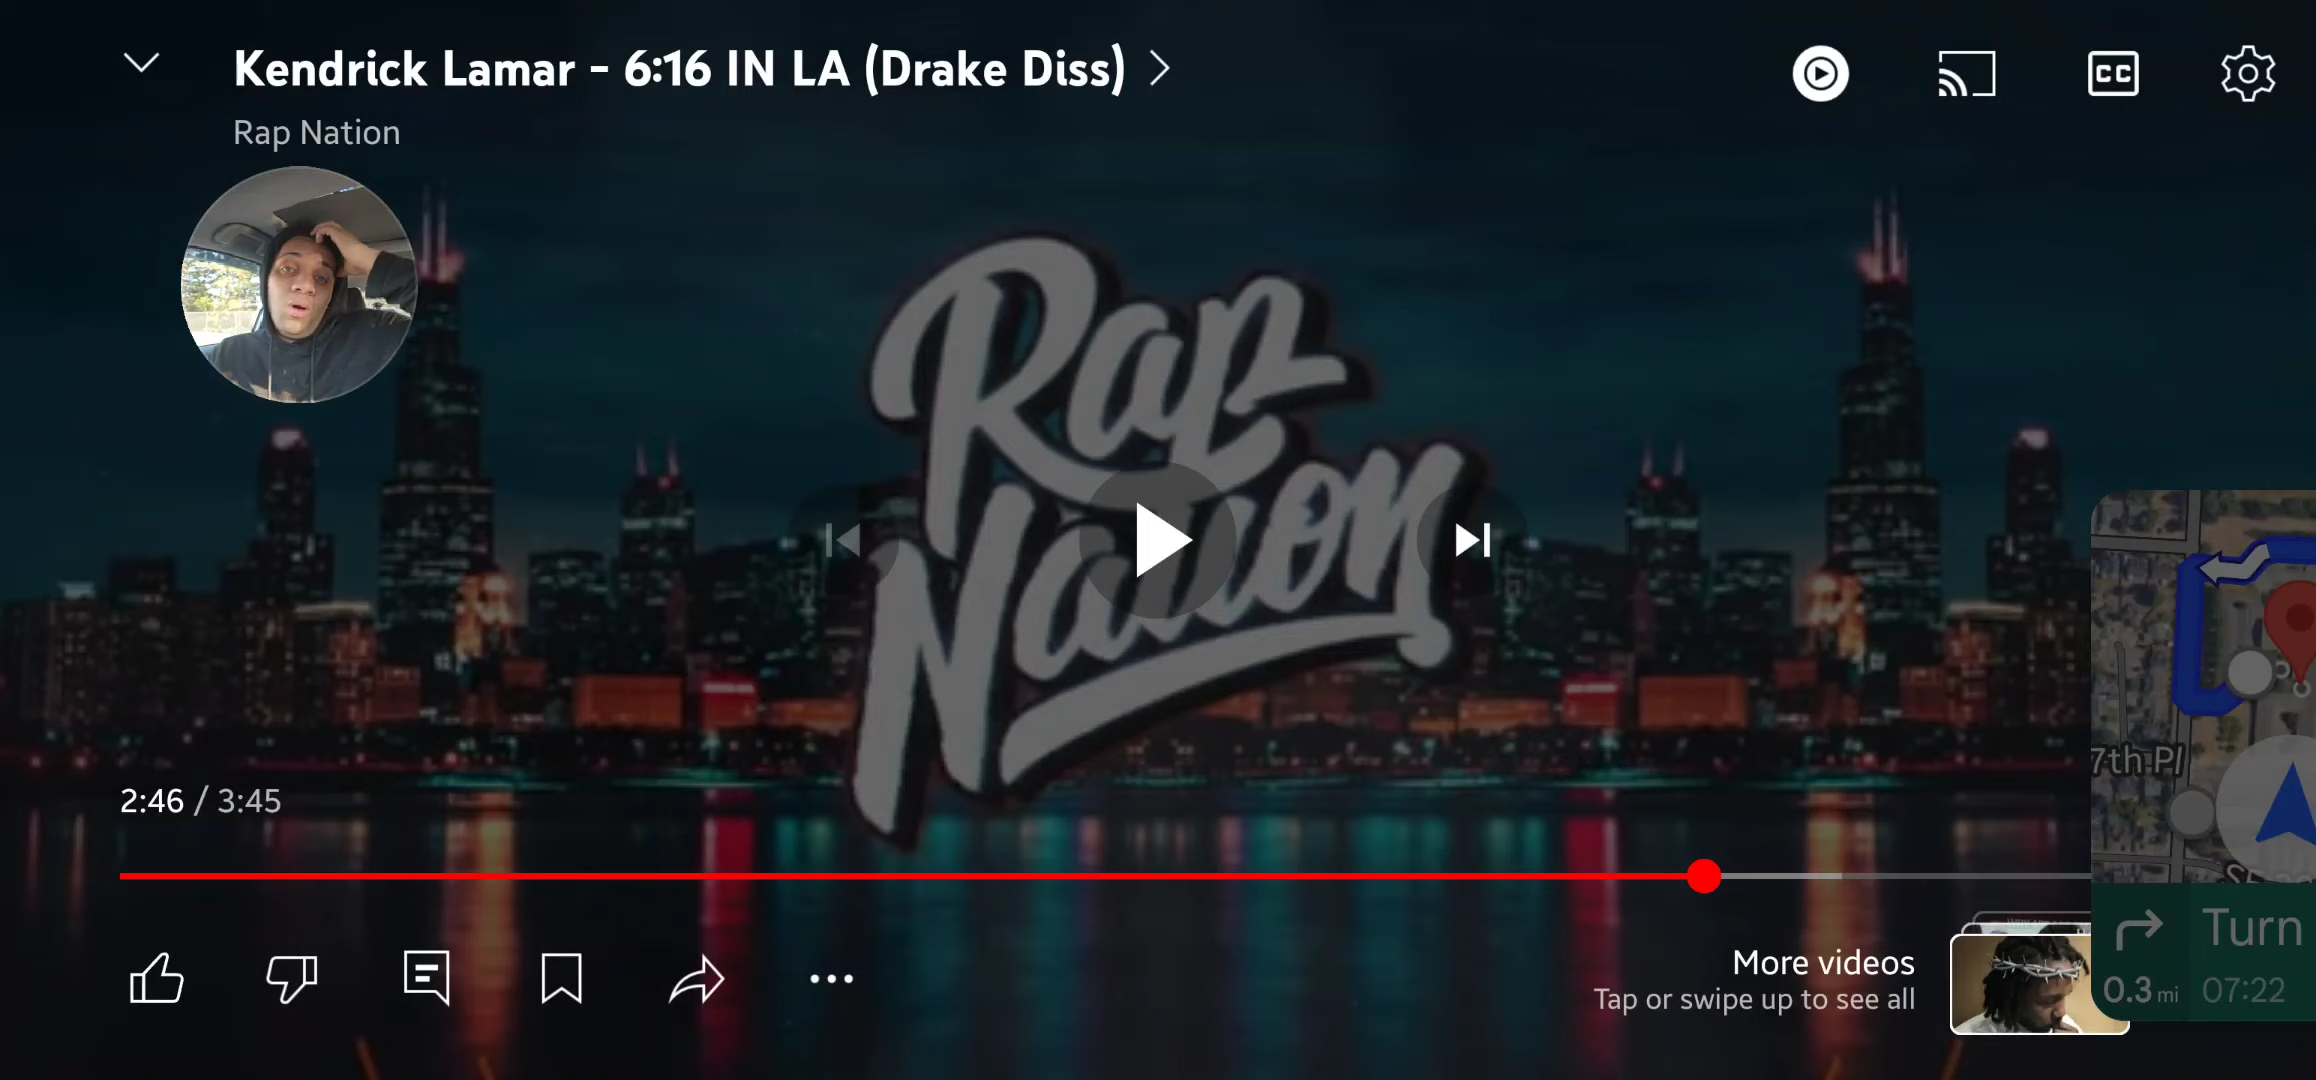 Kendrick Lamar - 6:16 IN LA (Drake Diss)
Rap Nation
CC
Rap
Nation
7th Pl
2:46 / 3:45
More videos
Tap or swipe up to see all
Turn
0.3 mi
07:22